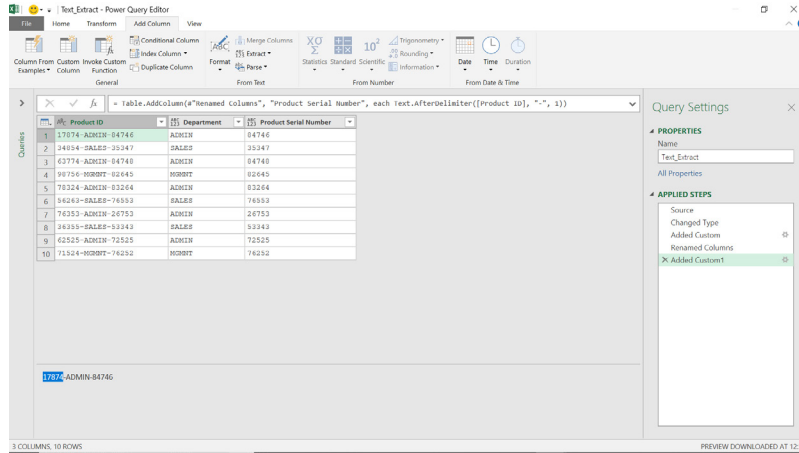 Text_Extract - Power Query Editor
File Home Transform Add Column View
Column From Examples Custom Column Invoke Custom Function
Conditional Column
Index Column
Duplicate Column
General
Format
Merge Columns
Extract
Parse
From Text
Statistics Standard Scientific
Trigonometry
Rounding
Information
From Number
Date Time Duration
From Date & Time
= Table.AddColumn(#"Renamed Columns", "Product Serial Number", each Text.AfterDelimiter([Product ID], "-", 1))
Queries
Product ID Department Product Serial Number
1 17874-ADMIN-84746 ADMIN 84746
2 34854-SALES-35347 SALES 35347
3 63774-ADMIN-84748 ADMIN 84748
4 98756-MGMNT-82645 MGMNT 82645
5 78324-ADMIN-83264 ADMIN 83264
6 56263-SALES-76553 SALES 76553
7 76353-ADMIN-26753 ADMIN 26753
8 36355-SALES-53343 SALES 53343
9 62525-ADMIN-72525 ADMIN 72525
10 71524-MGMNT-76252 MGMNT 76252
17874-ADMIN-84746
Query Settings
PROPERTIES
Name
Text_Extract
All Properties
APPLIED STEPS
Source
Changed Type
Added Custom
Renamed Columns
Added Custom1
3 COLUMNS, 10 ROWS
PREVIEW DOWNLOADED AT 12: